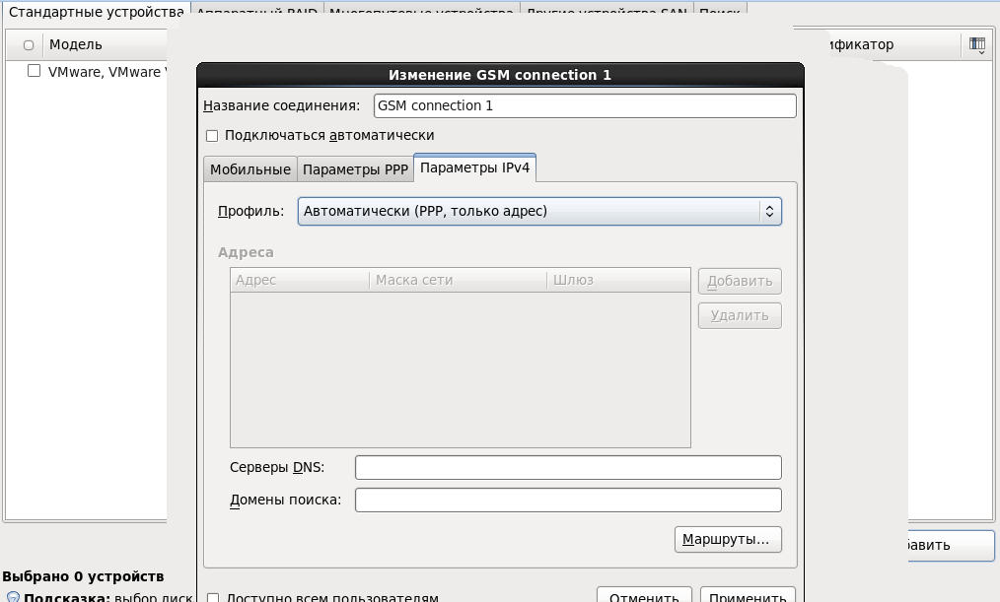 Стандартные устройства Аппаратный RAID Многопутевые устройства Другие устройства SAN Поиск
Модель
VMware, VMware
Изменение GSM connection 1
Название соединения: GSM connection 1
Подключаться автоматически
Мобильные Параметры PPP Параметры IPv4
Профиль: Автоматически (PPP, только адрес)
Адреса
Адрес Маска сети Шлюз
Добавить
Удалить
Серверы DNS:
Домены поиска:
Маршруты...
Выбрано 0 устройств
Подсказка: выбор диск
Доступно всем пользователям
Отменить Применить